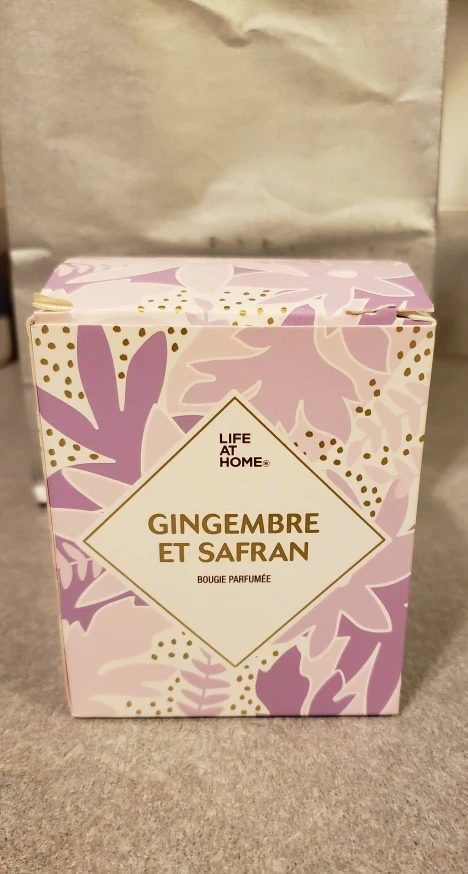 LIFE
AT
HOME®
GINGEMBRE
ET SAFRAN
BOUGIE PARFUMÉE